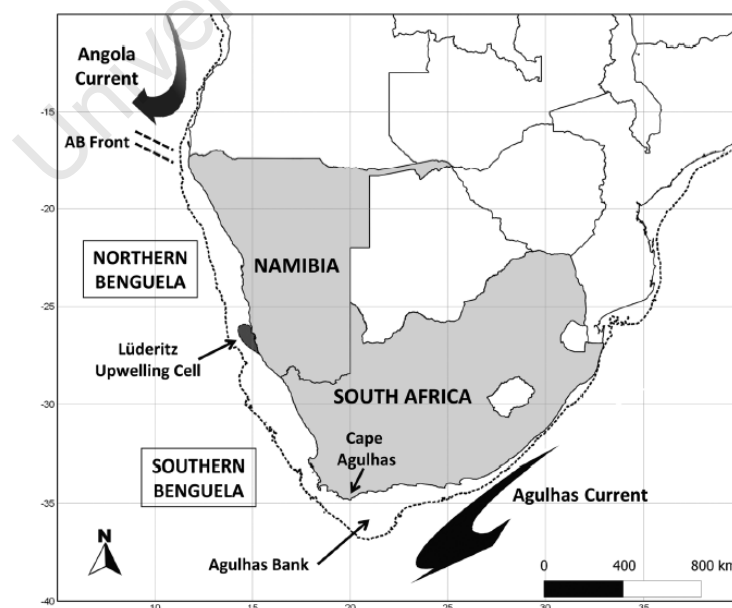 Univer
Angola
Current
-15
AB Front
-20
NORTHERN
BENGUELA
NAMIBIA
-25
Lüderitz
Upwelling Cell
-30
SOUTH AFRICA
Cape
Agulhas
SOUTHERN
BENGUELA
-35
Agulhas Current
N
Agulhas Bank
0 400 800 km
-40
10 15 20 25 30 35